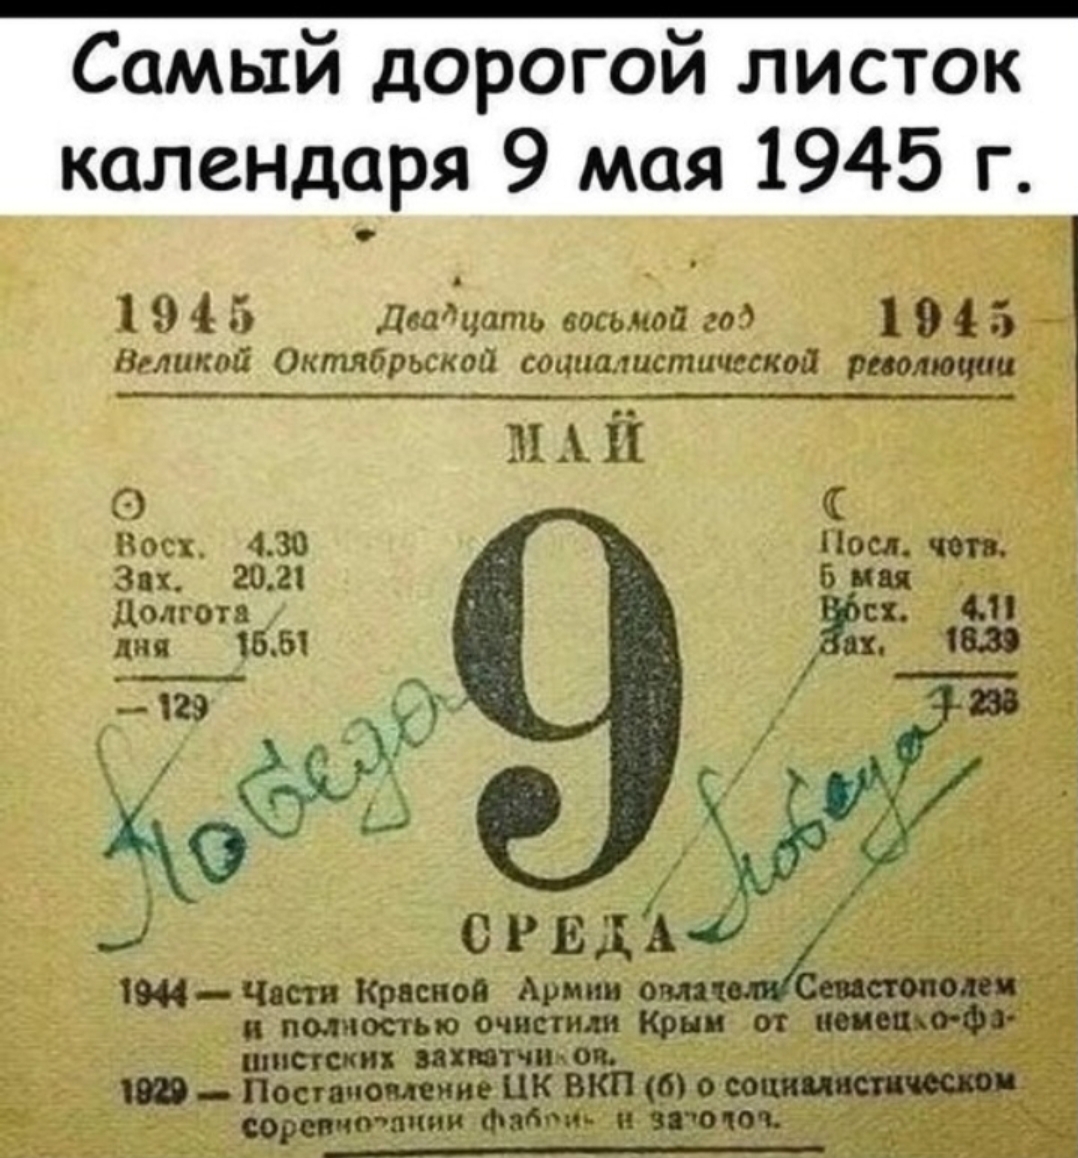 Самый дорогой листок
календаря 9 мая 1945 г.
1945 Двадцать восьмой год 1945
Великой Октябрьской социалистической революции
МАЙ
Восх. 4.30
Зах. 20.21
Долгота
дня 15.51
— 129
9
Посл. четв.
5 мая
Восх. 4.11
Зах. 16.39
+ 236
Победа
Победа
СРЕДА
1944 — Части Красной Армии овладели Севастополем
и полностью очистили Крым от немецко-фа-
шистских захватчиков.
1929 — Постановление ЦК ВКП (б) о социалистическом
соревновании фабрик и заводов.